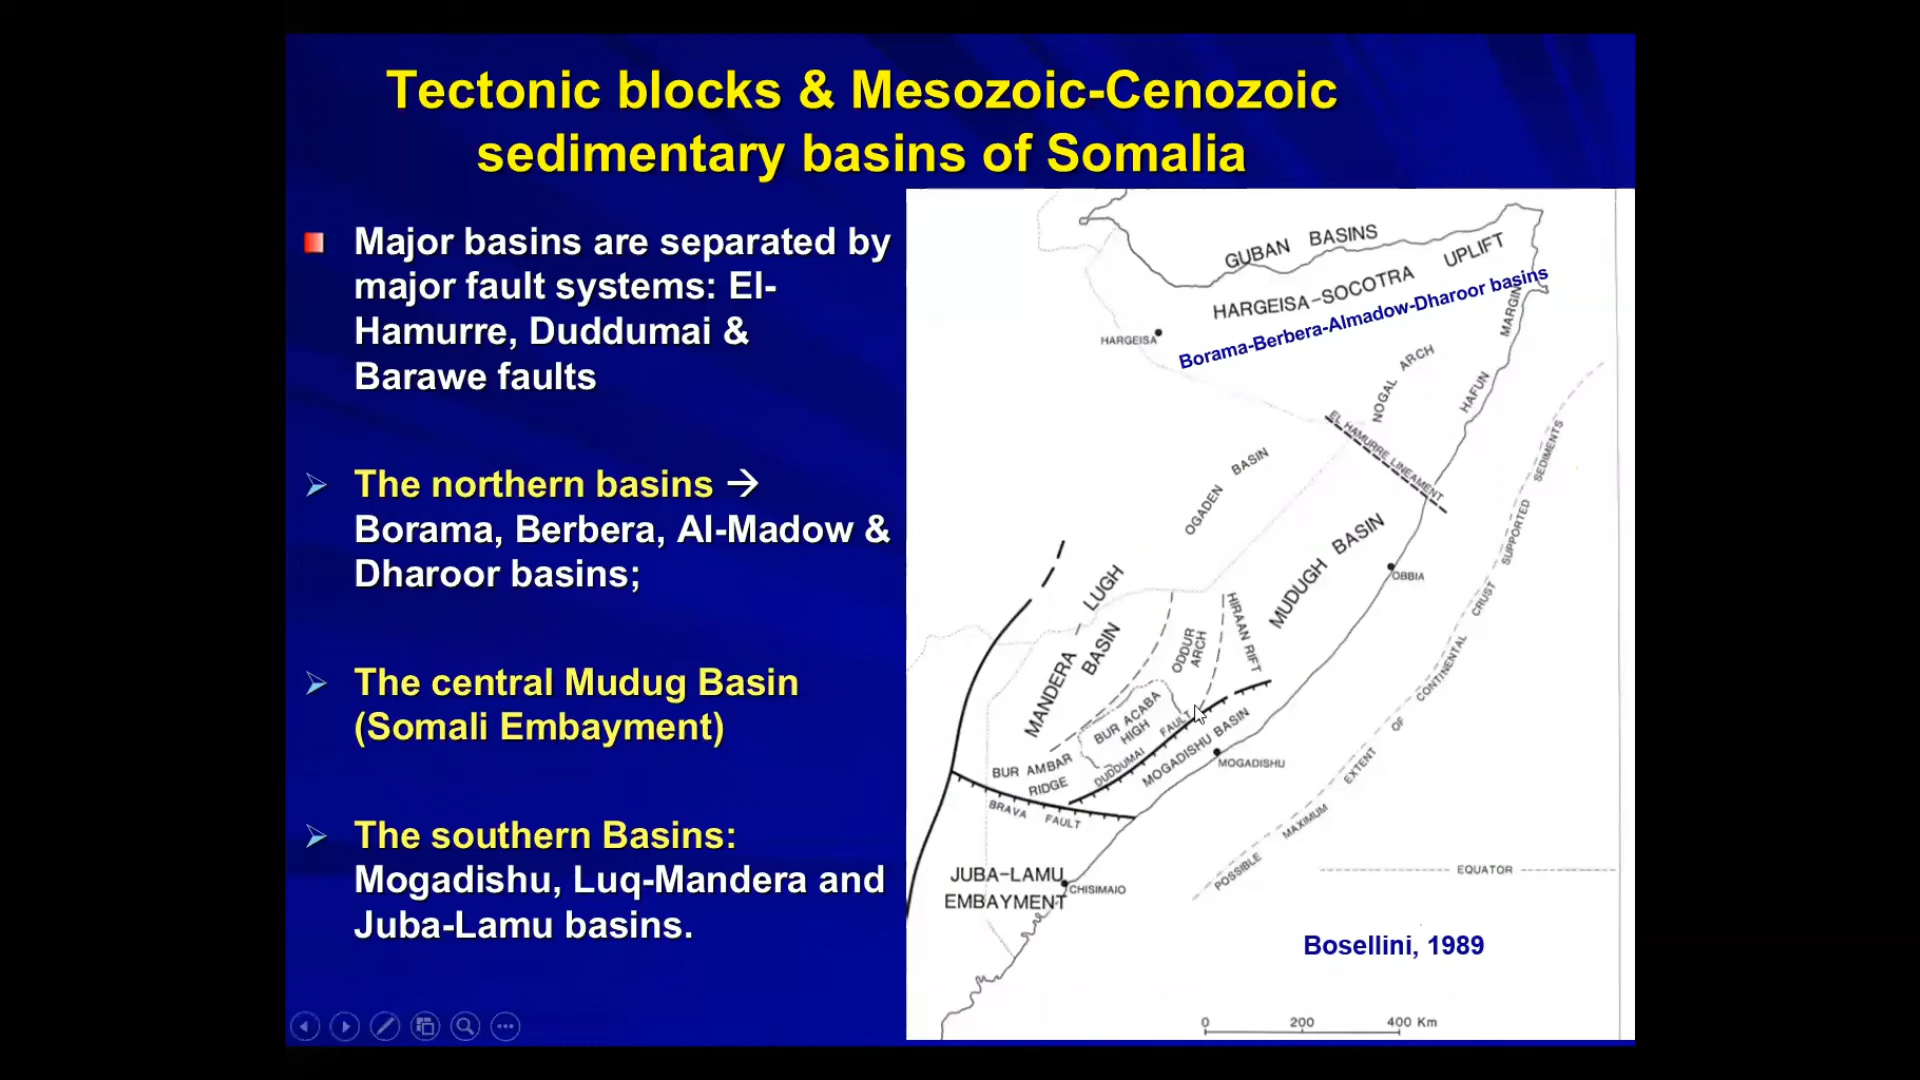 Tectonic blocks & Mesozoic-Cenozoic
sedimentary basins of Somalia
Major basins are separated by
major fault systems: El-
Hamurre, Duddumai &
Barawe faults
The northern basins →
Borama, Berbera, Al-Madow &
Dharoor basins;
The central Mudug Basin
(Somali Embayment)
The southern Basins:
Mogadishu, Luq-Mandera and
Juba-Lamu basins.
GUBAN BASINS
HARGEISA-SOCOTRA UPLIFT
Borama-Berbera-Almadow-Dharoor basins
HARGEISA
NOGAL ARCH
HAFUN MARGIN
EL HAMURRE LINEAMENT
OGADEN BASIN
MUDUGH BASIN
OBBIA
MANDERA - LUGH
BASIN
ODDUR
ARCH
HIRAAN RIFT
BUR ACABA
HIGH
DUDDUMAI FAULT
MOGADISHU BASIN
MOGADISHU
BUR AMBAR
RIDGE
BRAVA FAULT
JUBA-LAMU
EMBAYMENT
CHISIMAIO
POSSIBLE MAXIMUM EXTENT OF CONTINENTAL CRUST SUPPORTED SEDIMENTS
EQUATOR
Bosellini, 1989
0 200 400 Km